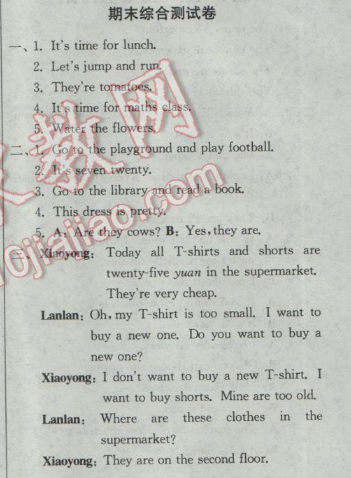 期末综合测试卷
一、1. It's time for lunch.
2. Let's jump and run.
3. They're tomatoes.
4. It's time for maths class.
5. Water the flowers.
二、1. Go to the playground and play football.
2. It's seven twenty.
3. Go to the library and read a book.
4. This dress is pretty.
5. A: Are they cows? B: Yes, they are.
三、Xiaoyong: Today all T-shirts and shorts are
twenty-five yuan in the supermarket.
They're very cheap.
Lanlan: Oh, my T-shirt is too small. I want to
buy a new one. Do you want to buy a
new one?
Xiaoyong: I don't want to buy a new T-shirt. I
want to buy shorts. Mine are too old.
Lanlan: Where are these clothes in the
supermarket?
Xiaoyong: They are on the second floor.